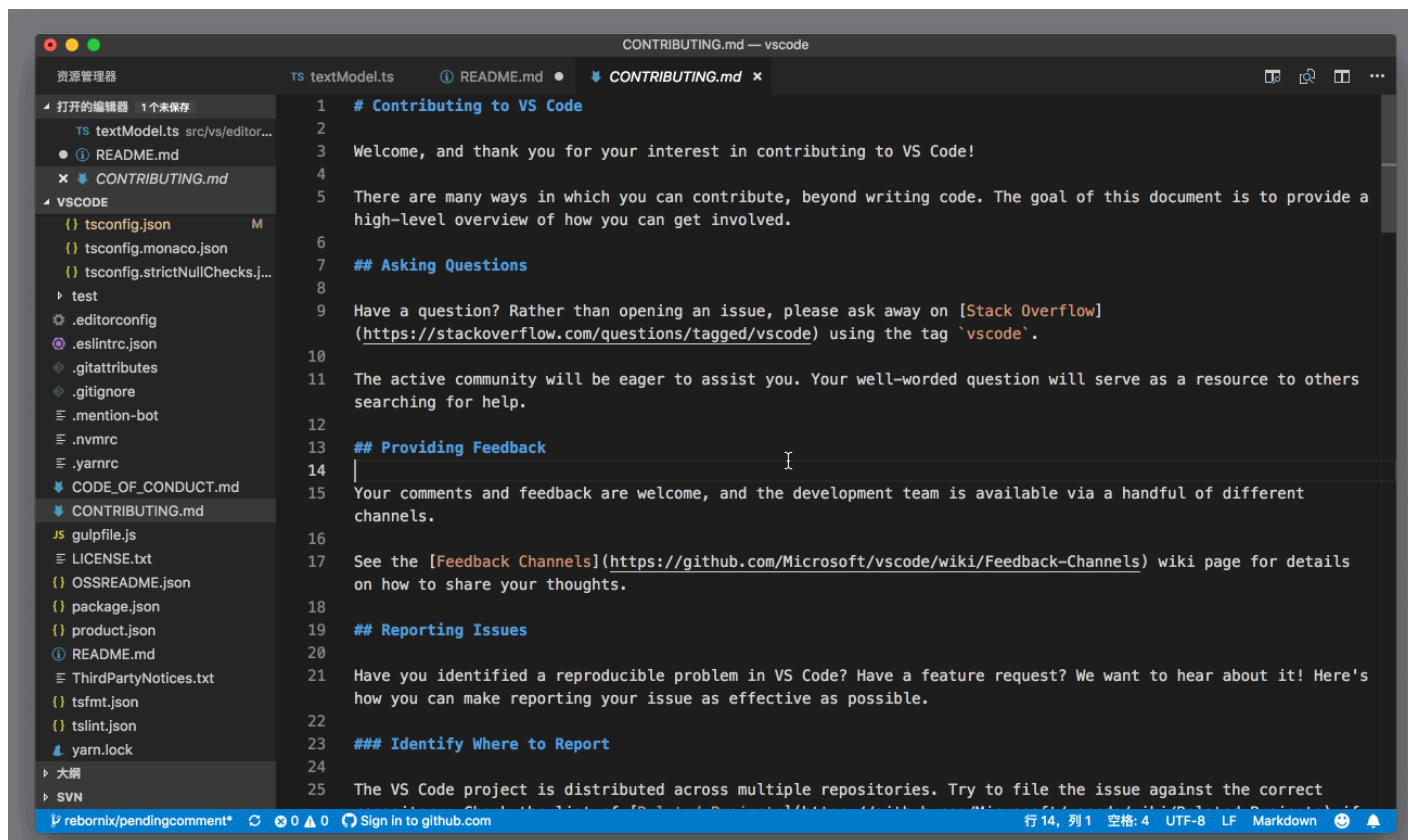 CONTRIBUTING.md — vscode
资源管理器
TS textModel.ts
README.md
CONTRIBUTING.md ×
打开的编辑器 1个未保存
TS textModel.ts src/vs/editor...
README.md
× CONTRIBUTING.md
VSCODE
{} tsconfig.json M
{} tsconfig.monaco.json
{} tsconfig.strictNullChecks.j...
test
.editorconfig
.eslintrc.json
.gitattributes
.gitignore
.mention-bot
.nvmrc
.yarnrc
CODE_OF_CONDUCT.md
CONTRIBUTING.md
JS gulpfile.js
LICENSE.txt
{} OSSREADME.json
{} package.json
{} product.json
README.md
ThirdPartyNotices.txt
{} tsfmt.json
{} tslint.json
yarn.lock
大纲
SVN
1 # Contributing to VS Code
2
3 Welcome, and thank you for your interest in contributing to VS Code!
4
5 There are many ways in which you can contribute, beyond writing code. The goal of this document is to provide a
high-level overview of how you can get involved.
6
7 ## Asking Questions
8
9 Have a question? Rather than opening an issue, please ask away on [Stack Overflow]
(https://stackoverflow.com/questions/tagged/vscode) using the tag `vscode`.
10
11 The active community will be eager to assist you. Your well-worded question will serve as a resource to others
searching for help.
12
13 ## Providing Feedback
14
15 Your comments and feedback are welcome, and the development team is available via a handful of different
channels.
16
17 See the [Feedback Channels](https://github.com/Microsoft/vscode/wiki/Feedback-Channels) wiki page for details
on how to share your thoughts.
18
19 ## Reporting Issues
20
21 Have you identified a reproducible problem in VS Code? Have a feature request? We want to hear about it! Here's
how you can make reporting your issue as effective as possible.
22
23 ### Identify Where to Report
24
25 The VS Code project is distributed across multiple repositories. Try to file the issue against the correct
rebornix/pendingcomment* 0 0 Sign in to github.com
行 14，列 1 空格: 4 UTF-8 LF Markdown